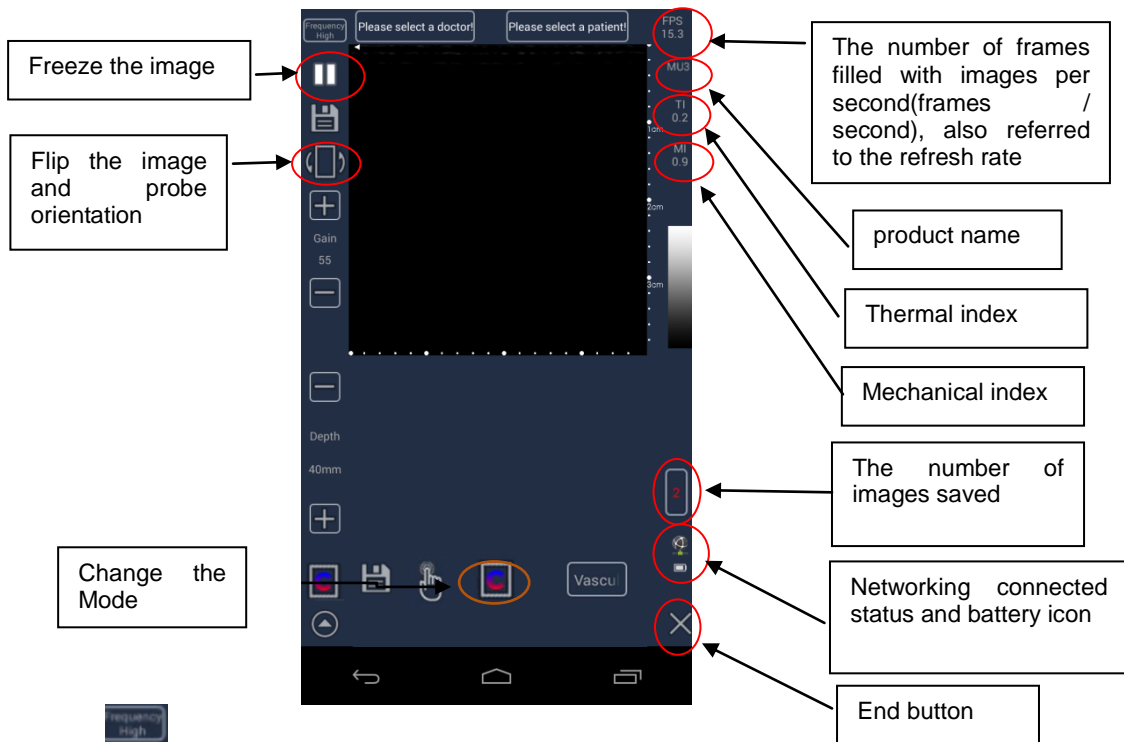 Frequency
High
Please select a doctor!
Please select a patient!
FPS
15.3
MU3
TI
0.2
MI
0.9
1cm
2cm
3cm
Gain
55
Depth
40mm
2
Vascu
Freeze the image
Flip the image
and probe
orientation
Change the
Mode
The number of frames
filled with images per
second(frames /
second), also referred
to the refresh rate
product name
Thermal index
Mechanical index
The number of
images saved
Networking connected
status and battery icon
End button
Frequency
High